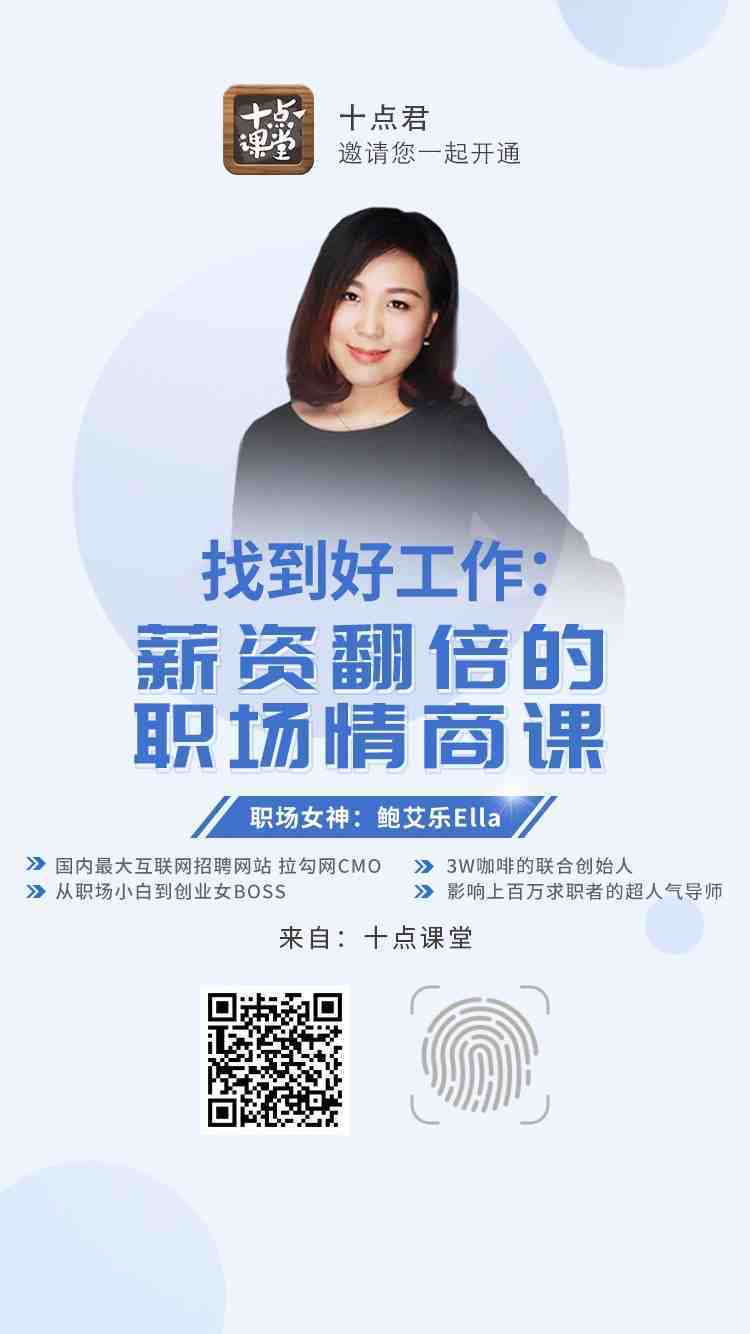 十点
课堂
十点君
邀请您一起开通
找到好工作:
薪资翻倍的
职场情商课
职场女神：鲍艾乐Ella
国内最大互联网招聘网站 拉勾网CMO
3W咖啡的联合创始人
从职场小白到创业女BOSS
影响上百万求职者的超人气导师
来自：十点课堂